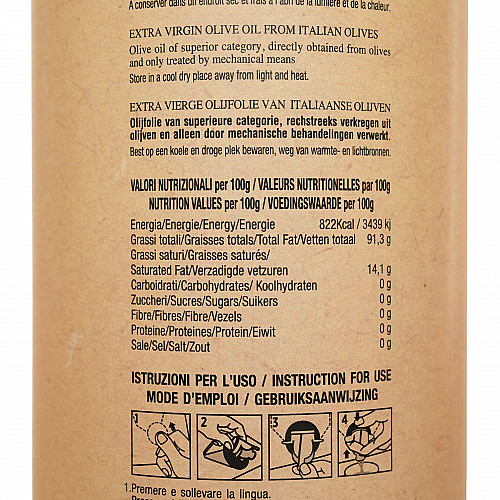 A conserver dans un endroit sec et frais à l'abri de la lumière et de la chaleur.
EXTRA VIRGIN OLIVE OIL FROM ITALIAN OLIVES
Olive oil of superior category, directly obtained from olives
and only treated by mechanical means
Store in a cool dry place away from light and heat.
EXTRA VIERGE OLIJFOLIE VAN ITALIAANSE OLIJVEN
Olijfolie van superieure categorie, rechstreeks verkregen uit
olijven en alleen door mechanische behandelingen verwerkt.
Best op een koele en droge plek bewaren, weg van warmte- en lichtbronnen.
VALORI NUTRIZIONALI per 100g / VALEURS NUTRITIONELLES par 100g
NUTRITION VALUES per 100g / VOEDINGSWAARDE per 100g
Energia/Energie/Energy/Energie 822Kcal / 3439 kj
Grassi totali/Graisses totales/Total Fat/Vetten totaal 91,3 g
Grassi saturi/Graisses saturés/
Saturated Fat/Verzadigde vetzuren 14,1 g
Carboidrati/Carbohydrates/ Koolhydraten 0 g
Zuccheri/Sucres/Sugars/Suikers 0 g
Fibre/Fibres/Fibre/Vezels 0 g
Proteine/Proteines/Protein/Eiwit 0 g
Sale/Sel/Salt/Zout 0 g
ISTRUZIONI PER L'USO / INSTRUCTION FOR USE
MODE D'EMPLOI / GEBRUIKSAANWIJZING
1 2 3 4
1.Premere e sollevare la lingua.